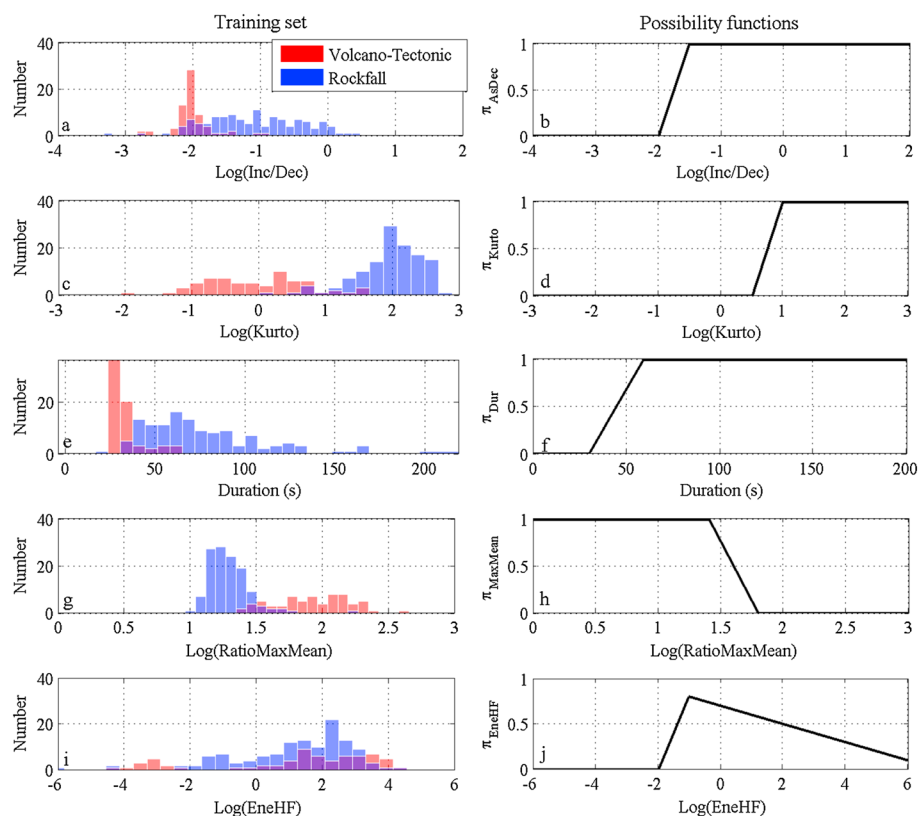 Training set
Possibility functions
Volcano-Tectonic
Rockfall
Number
40
20
0
a
-4 -3 -2 -1 0 1 2
Log(Inc/Dec)
π AsDec
1
0.5
0
b
-4 -3 -2 -1 0 1 2
Log(Inc/Dec)
Number
40
20
0
c
-3 -2 -1 0 1 2 3
Log(Kurto)
π Kurto
1
0.5
0
d
-3 -2 -1 0 1 2 3
Log(Kurto)
Number
20
0
e
0 50 100 150 200
Duration (s)
π Dur
1
0.5
0
f
0 50 100 150 200
Duration (s)
Number
40
20
0
g
0 0.5 1 1.5 2 2.5 3
Log(RatioMaxMean)
π MaxMean
1
0.5
0
h
0 0.5 1 1.5 2 2.5 3
Log(RatioMaxMean)
Number
40
20
0
i
-6 -4 -2 0 2 4 6
Log(EneHF)
π EneHF
1
0.5
0
j
-6 -4 -2 0 2 4 6
Log(EneHF)